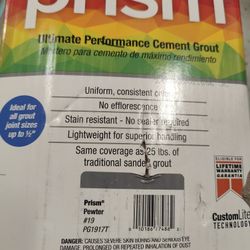 prism
Ultimate Performance Cement Grout
Mortero para cemento de máximo rendimiento
Ideal for
all grout
joint sizes
up to ½"
Uniform, consistent color
No efflorescence
Stain resistant - No sealer required
Lightweight for superior handling
Same coverage as 25 lbs. of
traditional sanded grout
ELIGIBLE FOR
LIFETIME
WARRANTY
GARANTÍA
Prism®
Pewter
#19
PG1917T
CustomLite
TECHNOLOGY
DANGER: CAUSES SEVERE SKIN BURNS AND SERIOUS EYE
DAMAGE. PROLONGED OR REPEATED INHALATION OF DUST